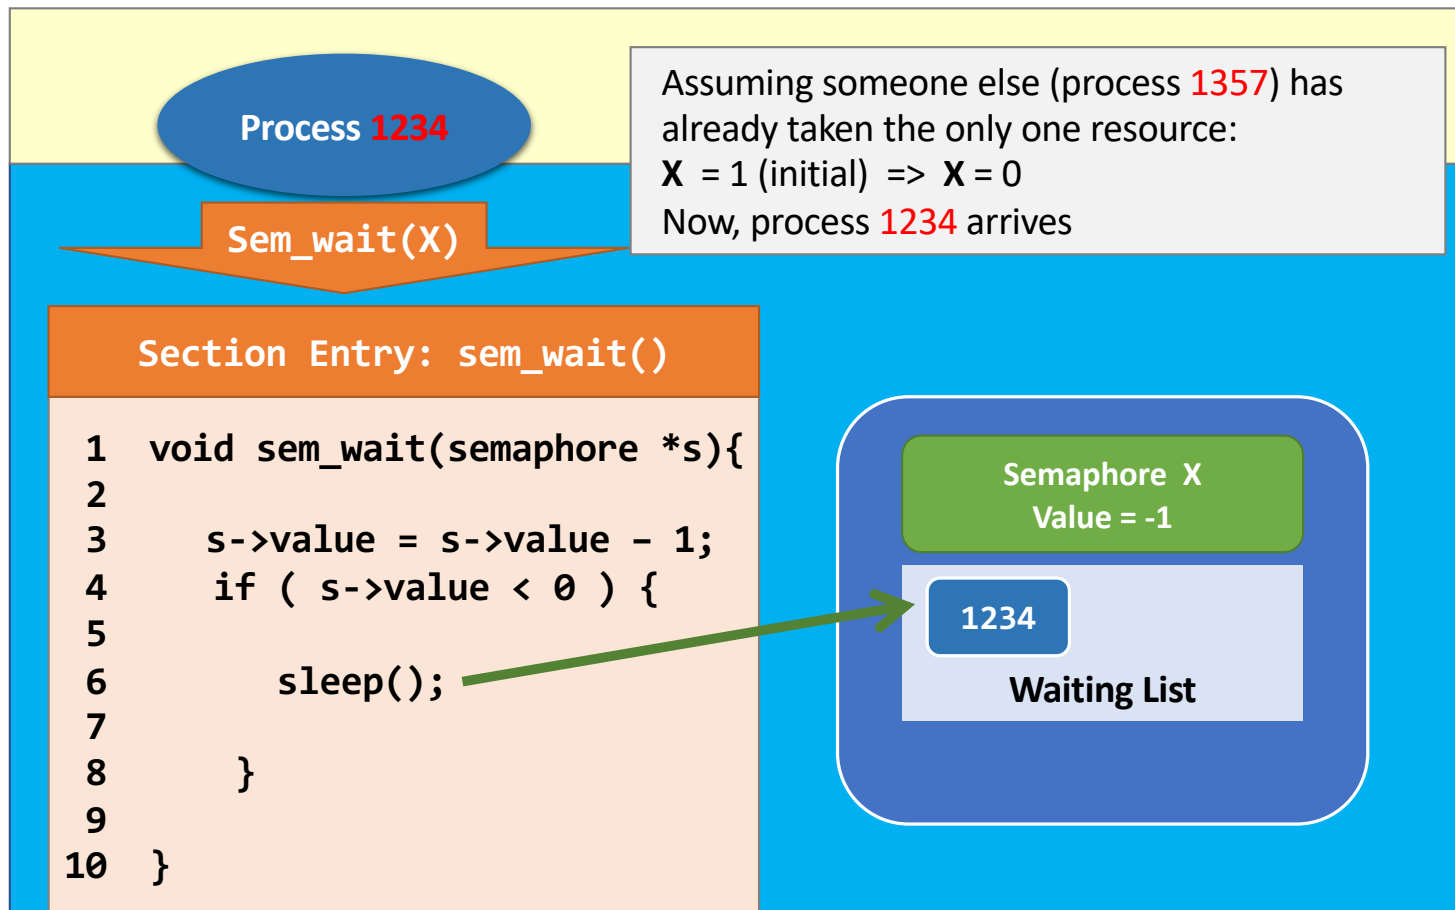 Process 1234
Assuming someone else (process 1357) has
already taken the only one resource:
X = 1 (initial) => X = 0
Now, process 1234 arrives
Sem_wait(X)
Section Entry: sem_wait()
1 void sem_wait(semaphore *s){
2
3 s->value = s->value – 1;
4 if ( s->value < 0 ) {
5
6 sleep();
7
8 }
9
10 }
Semaphore X
Value = -1
1234
Waiting List